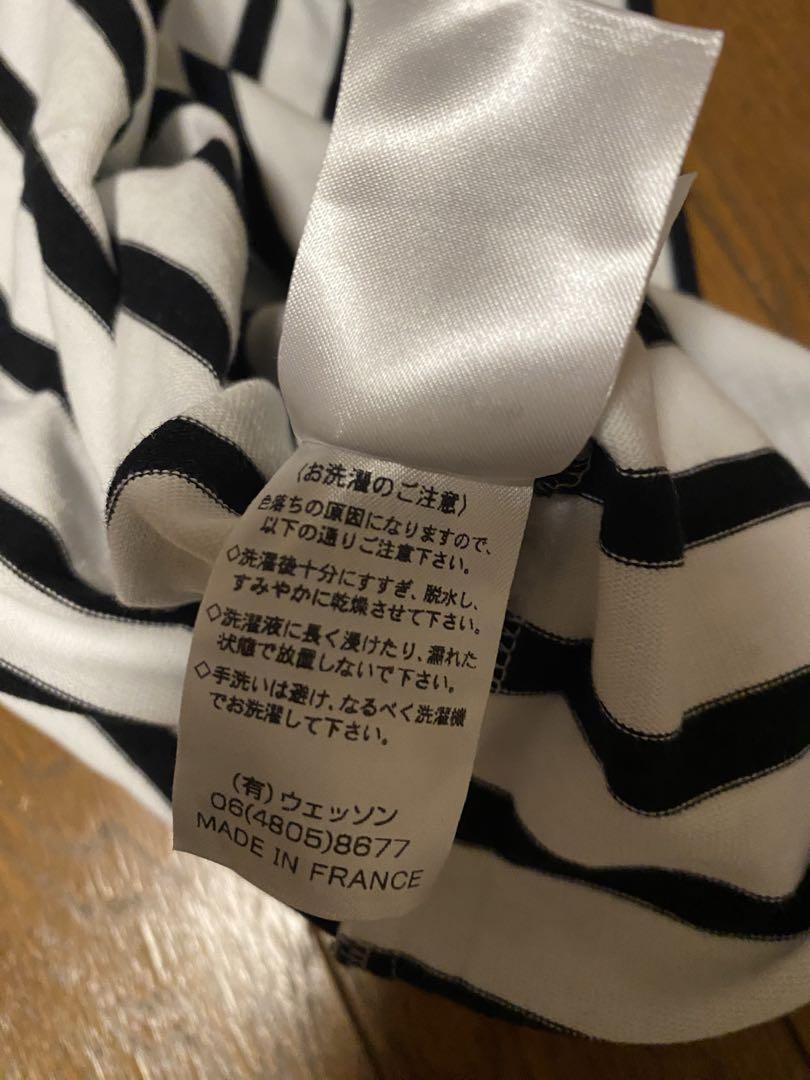 〈お洗濯のご注意〉
色落ちの原因になりますので、
以下の通りご注意下さい。
◇洗濯後十分にすすぎ、脱水し、
すみやかに乾燥させて下さい。
◇洗濯液に長く浸けたり、濡れた
状態で放置しないで下さい。
◇手洗いは避け、なるべく洗濯機
でお洗濯して下さい。
(有)ウェッソン
06(4805)8677
MADE IN FRANCE